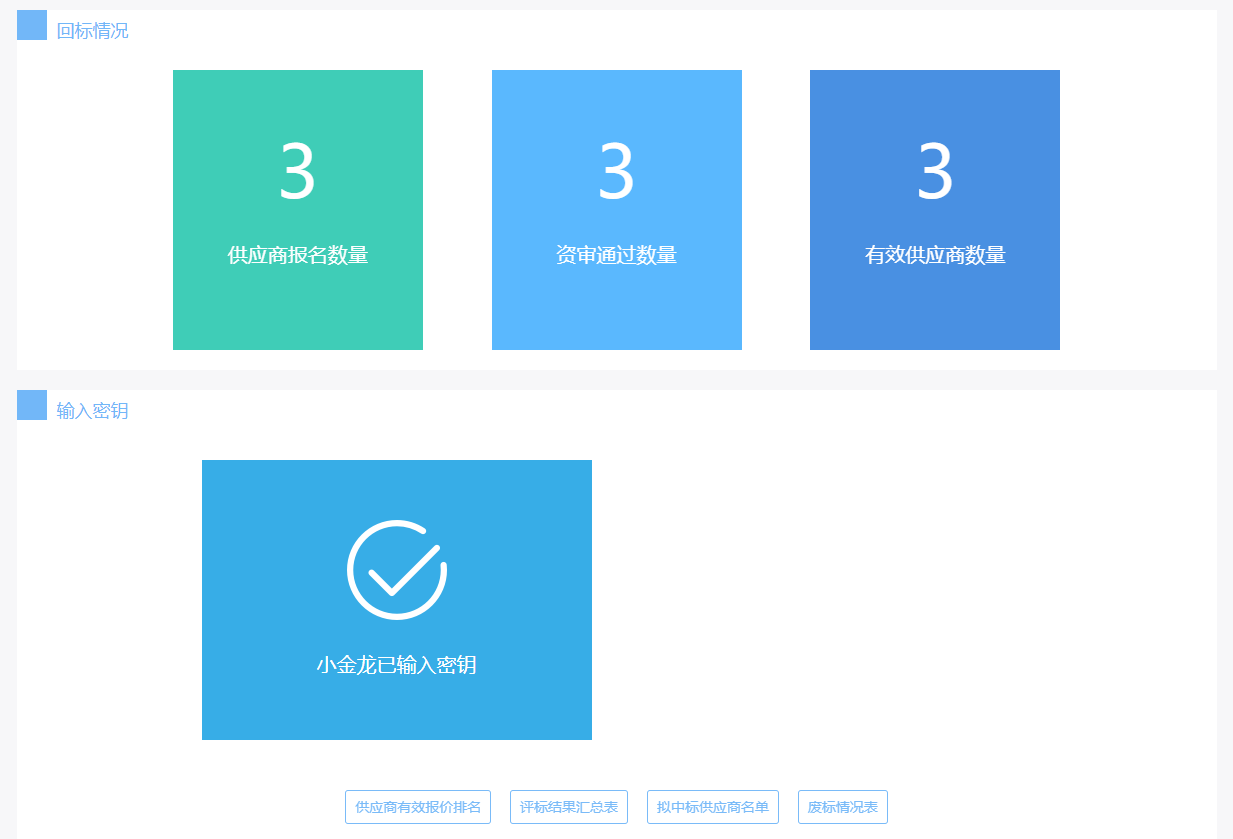 回标情况
3
供应商报名数量
3
资审通过数量
3
有效供应商数量
输入密钥
小金龙已输入密钥
供应商有效报价排名
评标结果汇总表
拟中标供应商名单
废标情况表